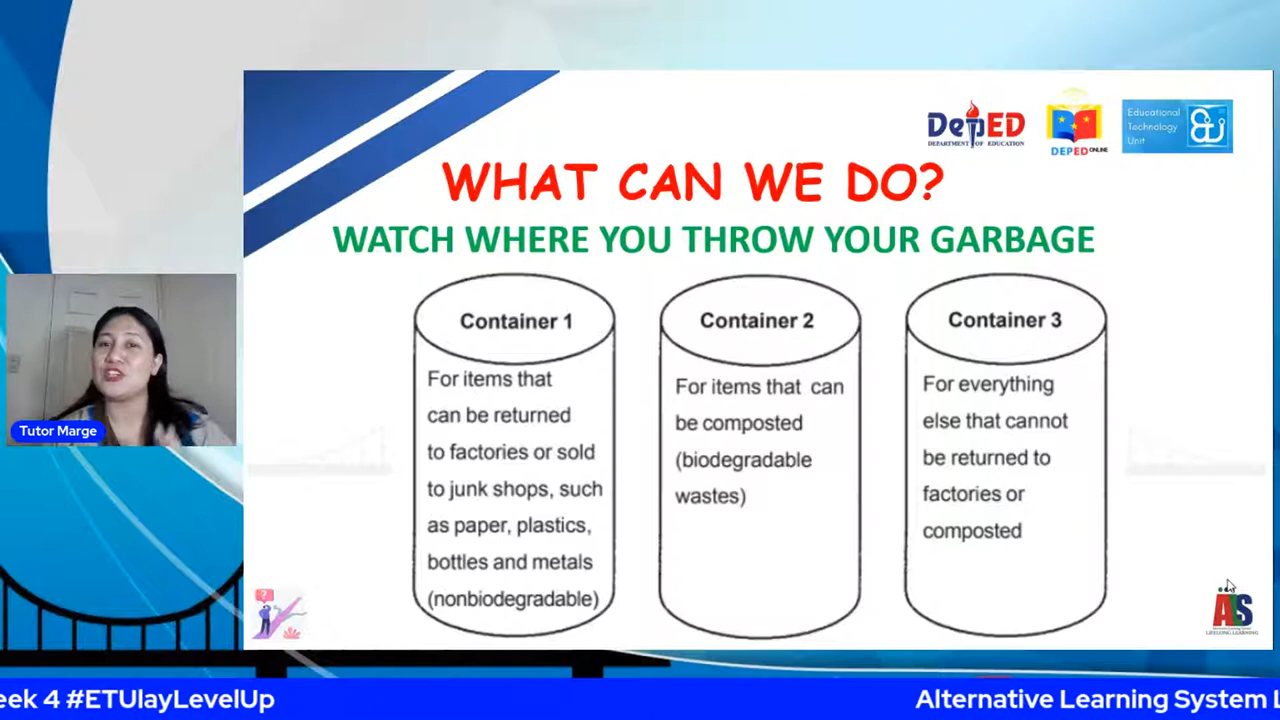 DepED
DEPARTMENT OF EDUCATION
DEPED ONLINE
Educational
Technology
Unit
WHAT CAN WE DO?
WATCH WHERE YOU THROW YOUR GARBAGE
Container 1
For items that
can be returned
to factories or sold
to junk shops, such
as paper, plastics,
bottles and metals
(nonbiodegradable)
Container 2
For items that can
be composted
(biodegradable
wastes)
Container 3
For everything
else that cannot
be returned to
factories or
composted
Tutor Marge
?
ALS
LIFELONG LEARNING
eek 4 #ETUlayLevelUp
Alternative Learning System L